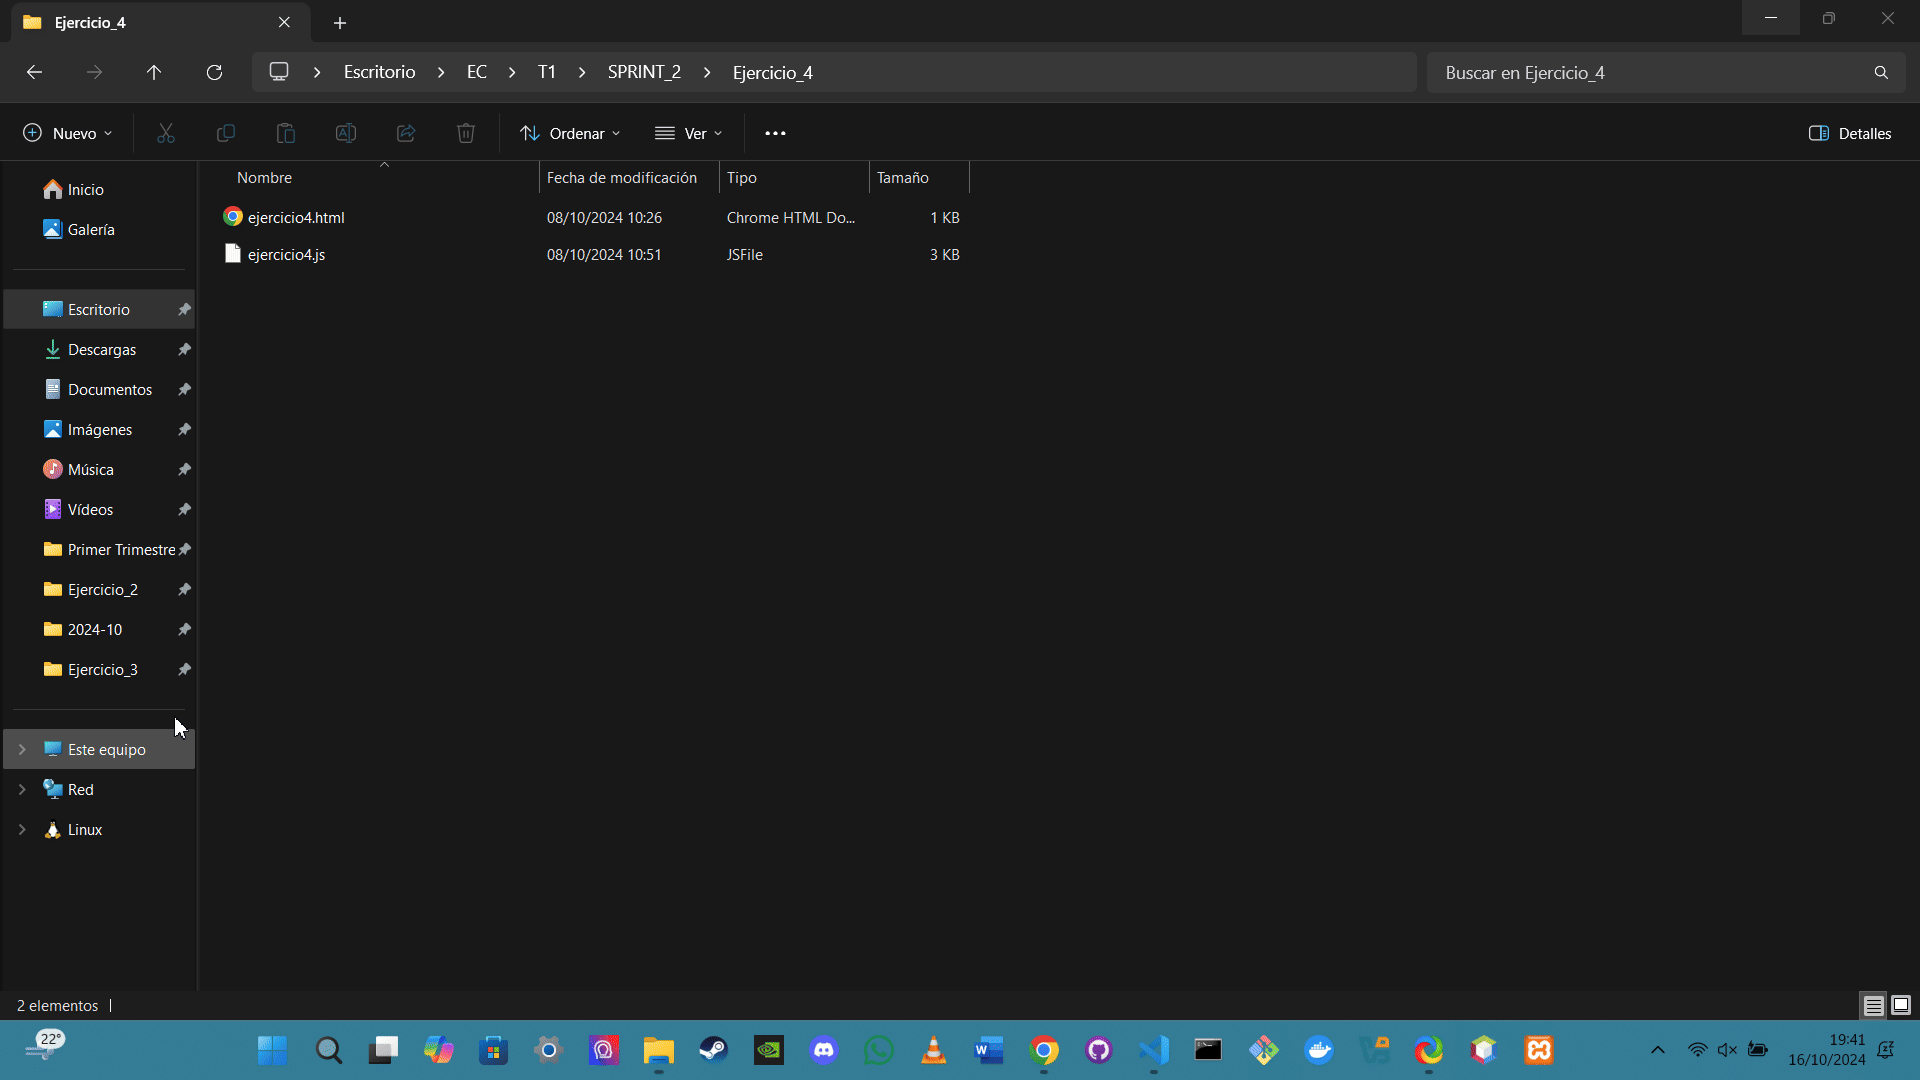 Ejercicio_4
Escritorio
EC
T1
SPRINT_2
Ejercicio_4
Buscar en Ejercicio_4
Nuevo
Ordenar
Ver
Detalles
Nombre
Fecha de modificación
Tipo
Tamaño
ejercicio4.html 08/10/2024 10:26 Chrome HTML Do... 1 KB
ejercicio4.js 08/10/2024 10:51 JSFile 3 KB
Inicio
Galería
Escritorio
Descargas
Documentos
Imágenes
Música
Vídeos
Primer Trimestre
Ejercicio_2
2024-10
Ejercicio_3
Este equipo
Red
Linux
2 elementos
22°
19:41
16/10/2024